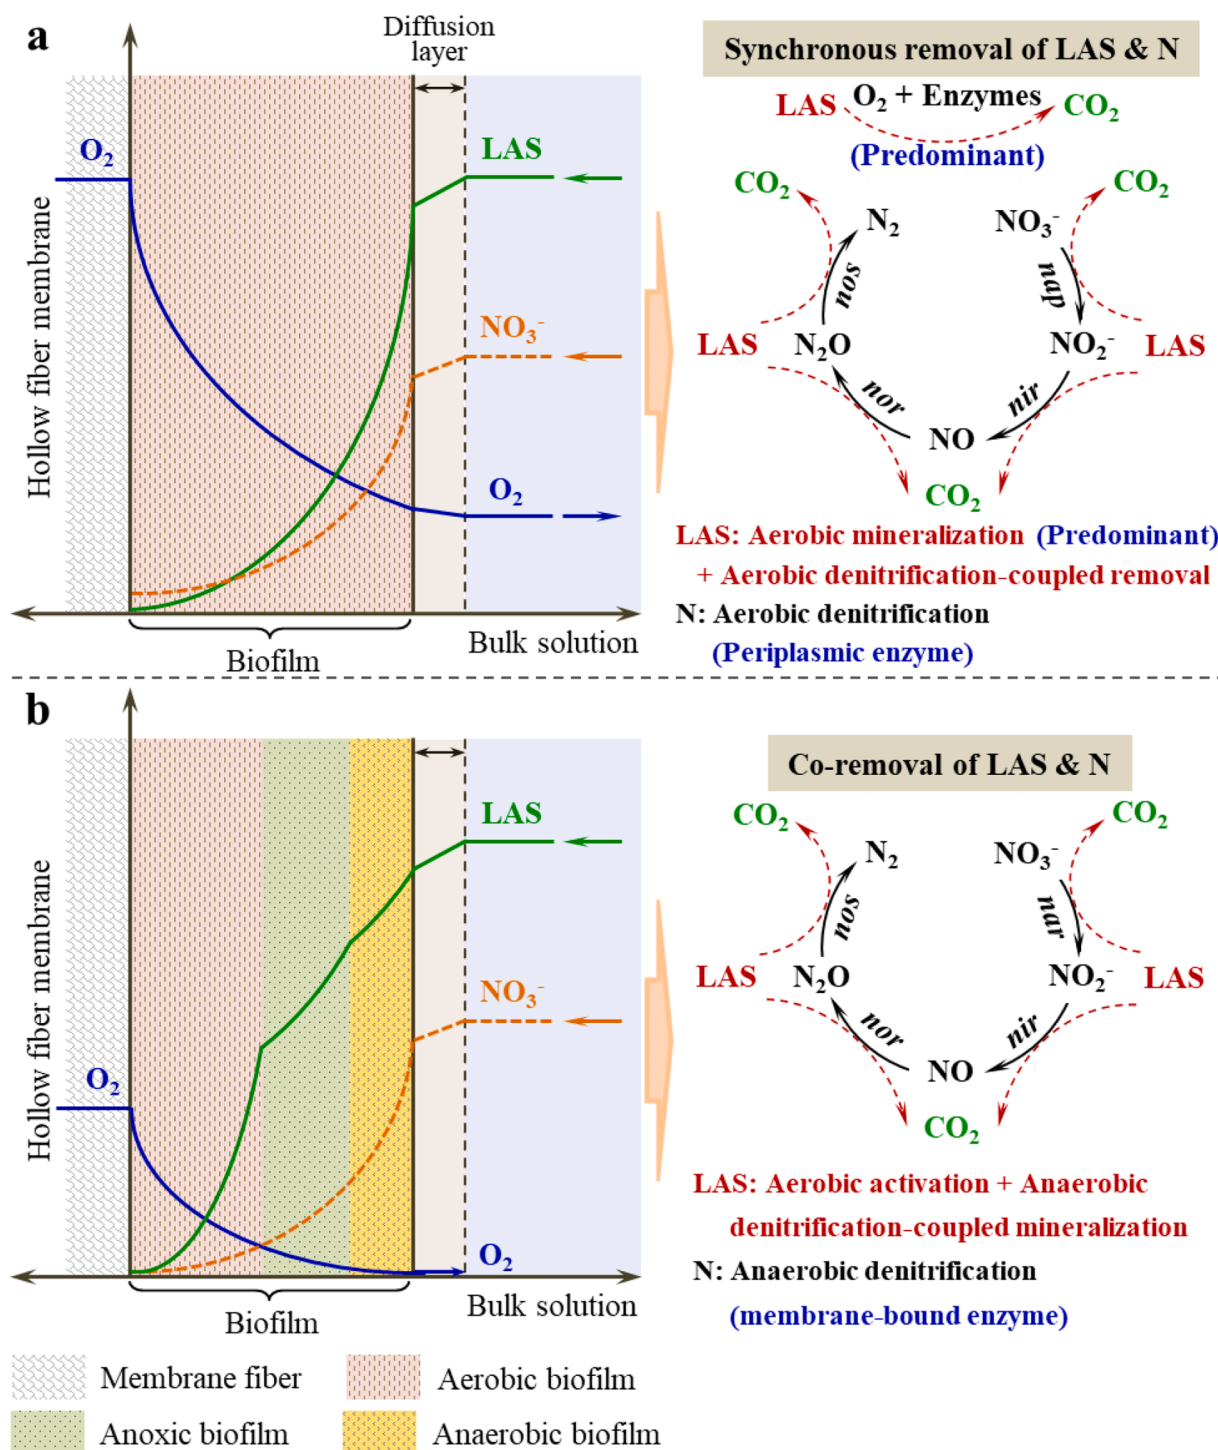 a
Diffusion
layer
Hollow fiber membrane
O₂
LAS
NO₃⁻
O₂
Biofilm
Bulk solution
Synchronous removal of LAS & N
LAS
O₂ + Enzymes
CO₂
(Predominant)
CO₂
CO₂
N₂
NO₃⁻
nos
nap
LAS
N₂O
NO₂⁻
LAS
nor
nir
NO
CO₂
LAS: Aerobic mineralization (Predominant)
+ Aerobic denitrification-coupled removal
N: Aerobic denitrification
(Periplasmic enzyme)
b
Hollow fiber membrane
O₂
LAS
NO₃⁻
O₂
Biofilm
Bulk solution
Co-removal of LAS & N
CO₂
CO₂
N₂
NO₃⁻
nos
nar
LAS
N₂O
NO₂⁻
LAS
nor
nir
NO
CO₂
LAS: Aerobic activation + Anaerobic
denitrification-coupled mineralization
N: Anaerobic denitrification
(membrane-bound enzyme)
Membrane fiber
Aerobic biofilm
Anoxic biofilm
Anaerobic biofilm